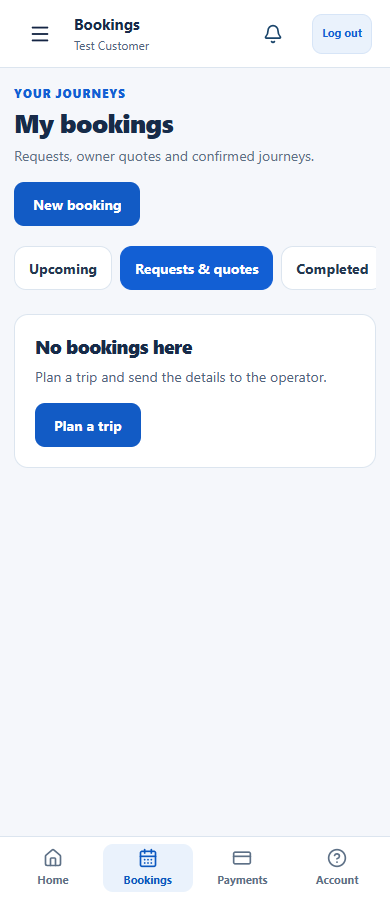 Bookings
Test Customer
Log out
YOUR JOURNEYS
My bookings
Requests, owner quotes and confirmed journeys.
New booking
Upcoming
Requests & quotes
Completed
No bookings here
Plan a trip and send the details to the operator.
Plan a trip
Home
Bookings
Payments
Account